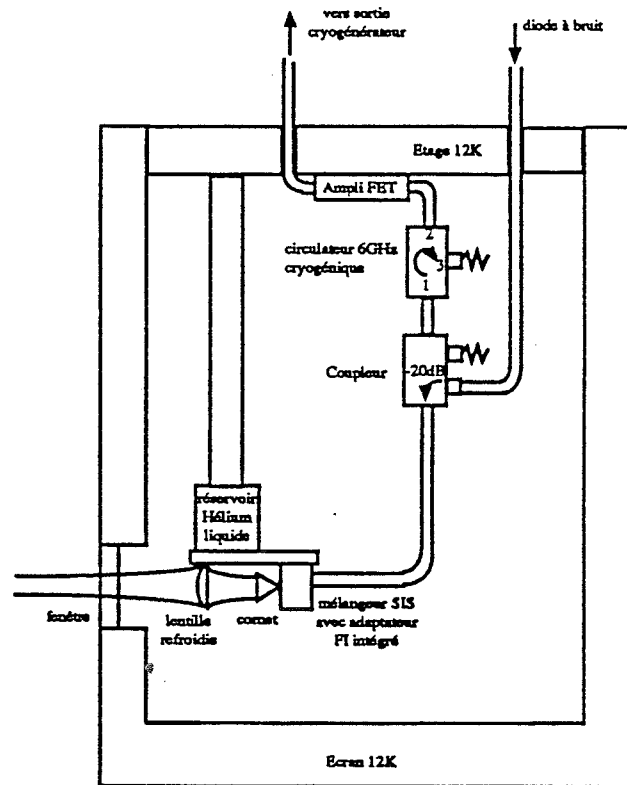 vers sortie
cryogénérateur
diode à bruit
Etage 12K
Ampli FET
circulateur 6GHz
cryogénique
2
3
1
Coupleur
-20dB
réservoir
Hélium
liquide
fenêtre
lentille
refroidie
cornet
mélangeur SIS
avec adaptateur
FI intégré
Ecran 12K